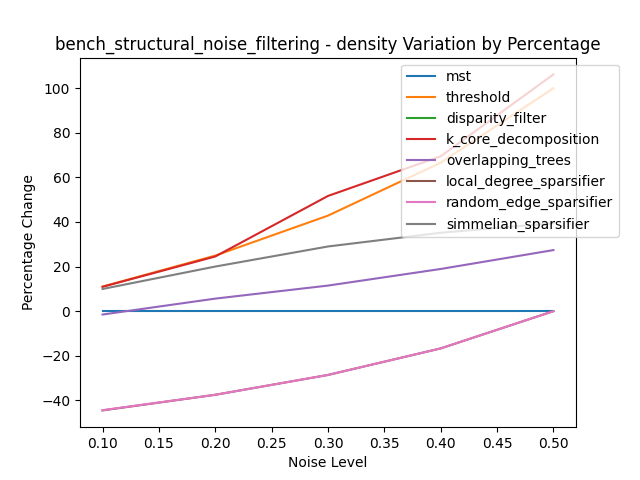 bench_structural_noise_filtering - density Variation by Percentage
mst
threshold
disparity_filter
k_core_decomposition
overlapping_trees
local_degree_sparsifier
random_edge_sparsifier
simmelian_sparsifier
Percentage Change
100
80
60
40
20
0
−20
−40
0.10 0.15 0.20 0.25 0.30 0.35 0.40 0.45 0.50
Noise Level